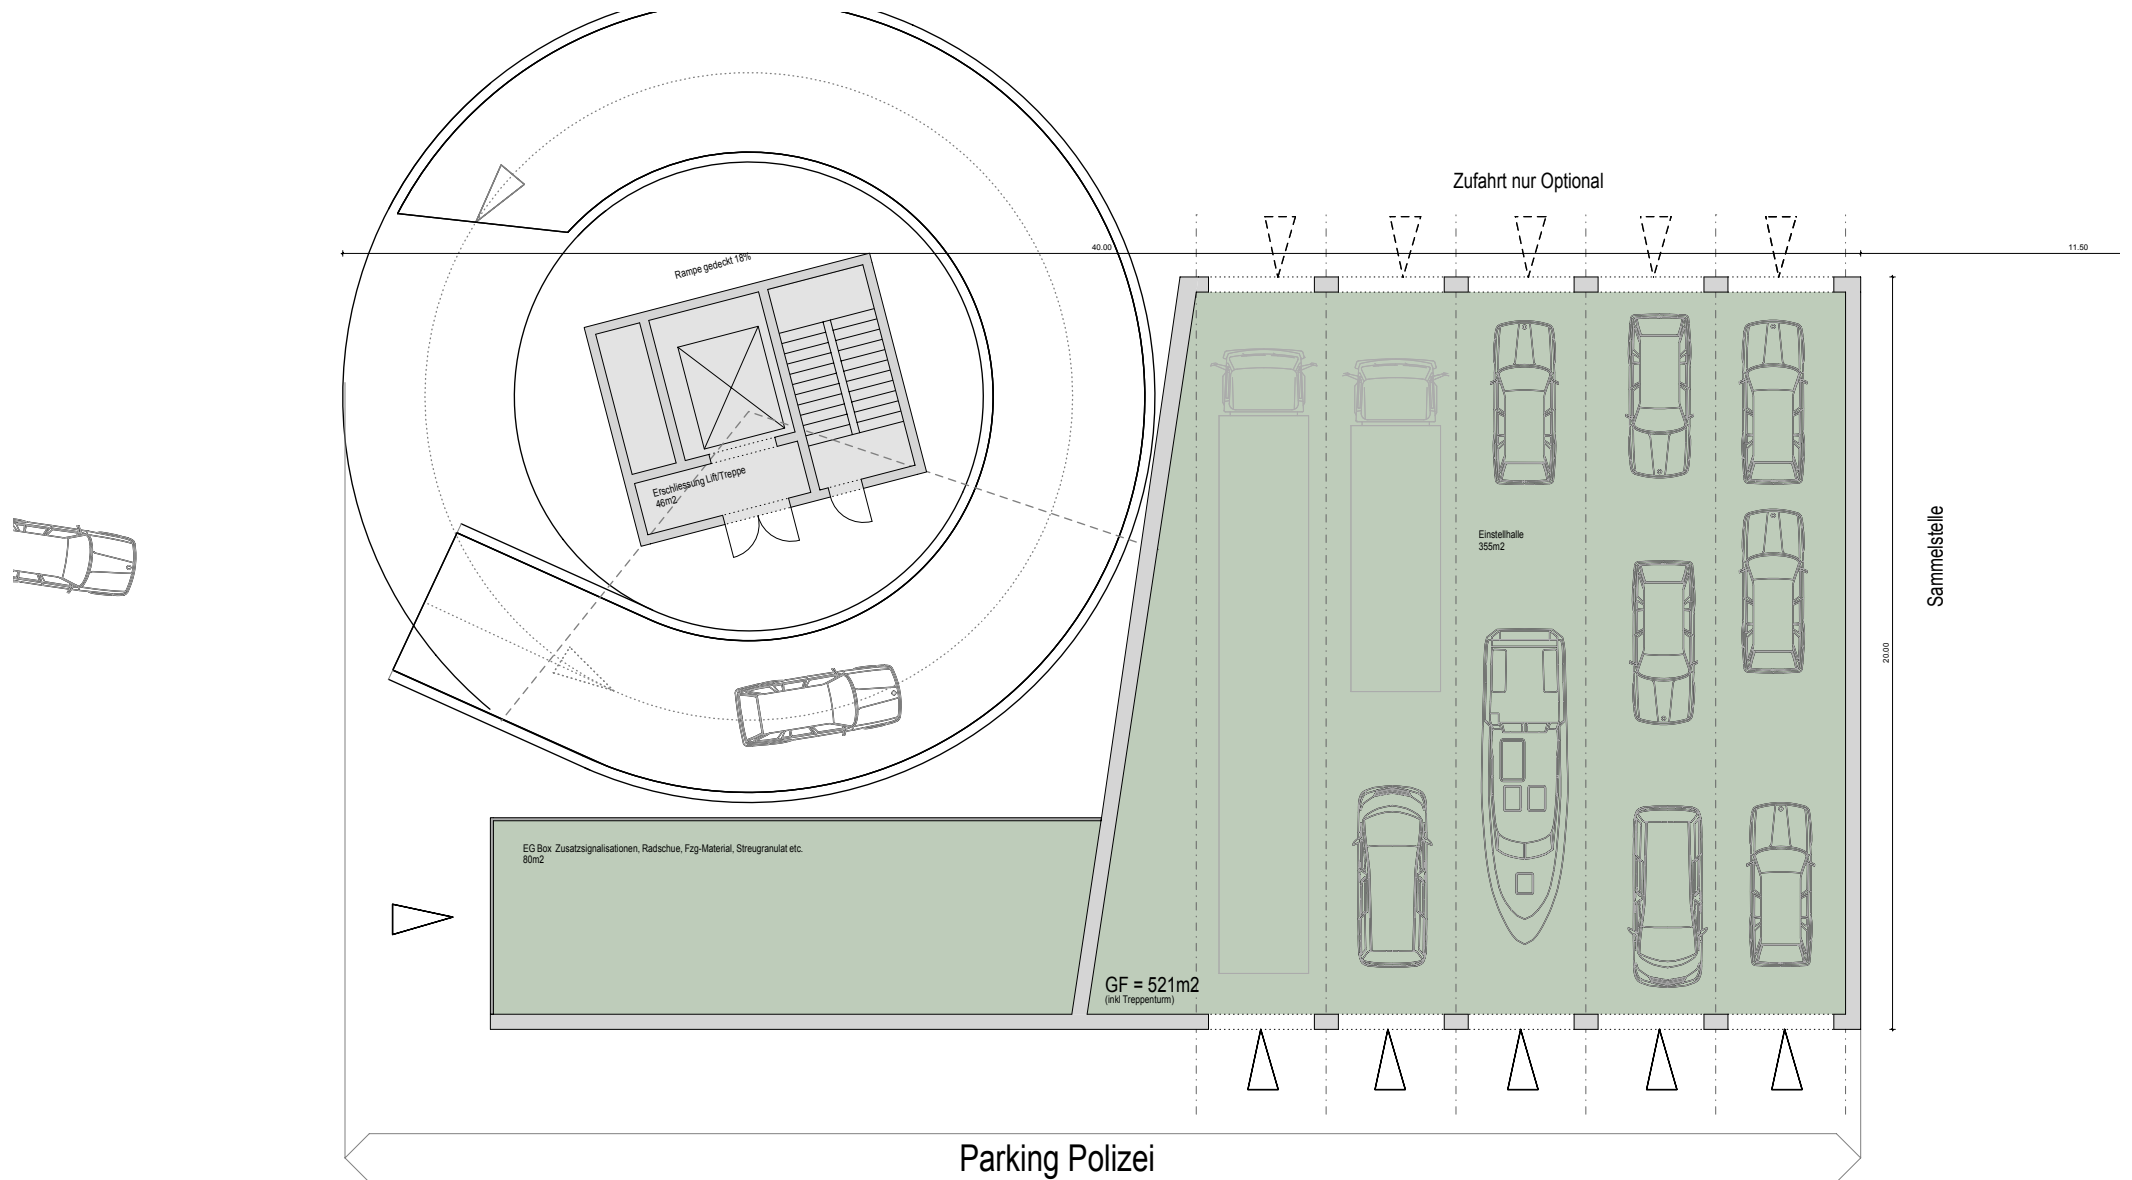 Zufahrt nur Optional
40.00
11.50
Rampe gedeckt 18%
Erschliessung Lift/Treppe
46m2
Einstellhalle
355m2
Sammelstelle
20.00
EG Box Zusatzsignalisationen, Radschue, Fzg-Material, Streugranulat etc.
80m2
GF = 521m2
(inkl Treppenturm)
Parking Polizei